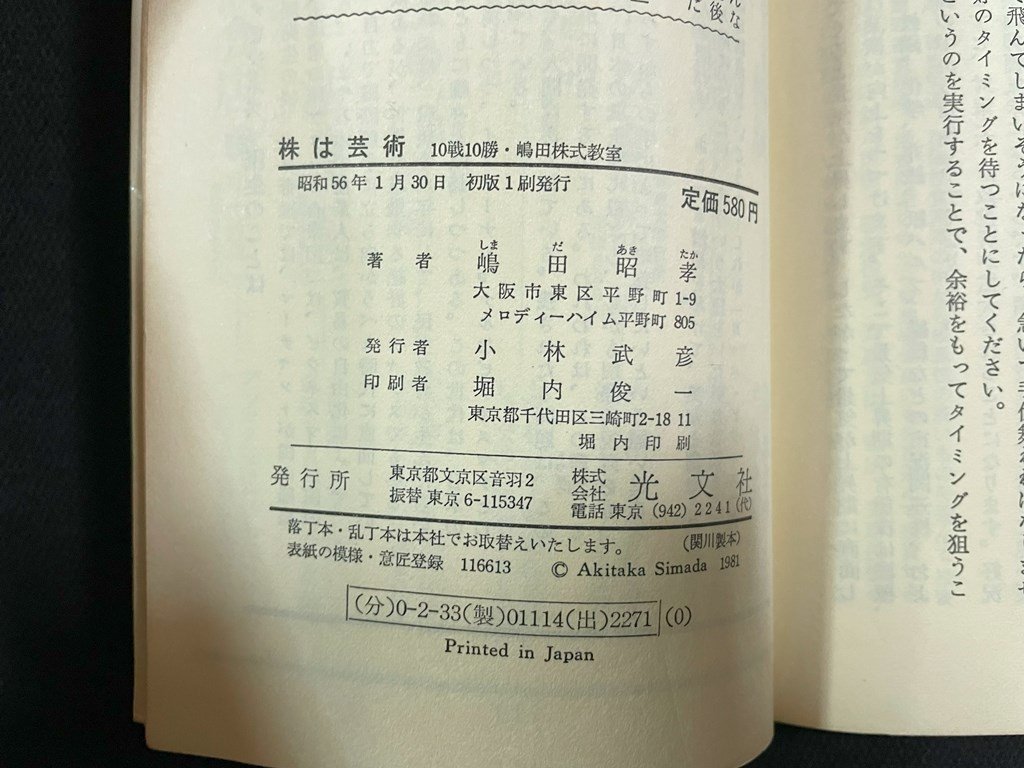 株は芸術 10戦10勝・嶋田株式教室
昭和56年1月30日 初版1刷発行
定価580円
しま だ あき たか
著者 嶋田昭孝
大阪市東区平野町1-9
メロディーハイム平野町805
発行者 小林武彦
印刷者 堀内俊一
東京都千代田区三崎町2-18 11
堀内印刷
発行所 東京都文京区音羽2 株式会社 光文社
振替 東京6-115347 電話 東京 (942) 2241(代)
落丁本・乱丁本は本社でお取替えいたします。 (関川製本)
表紙の模様・意匠登録 116613 © Akitaka Simada 1981
(分)0-2-33(製)01114(出)2271(0)
Printed in Japan
のタイミングを待つことにしてください。
というのを実行することで、余裕をもってタイミングを狙うこ